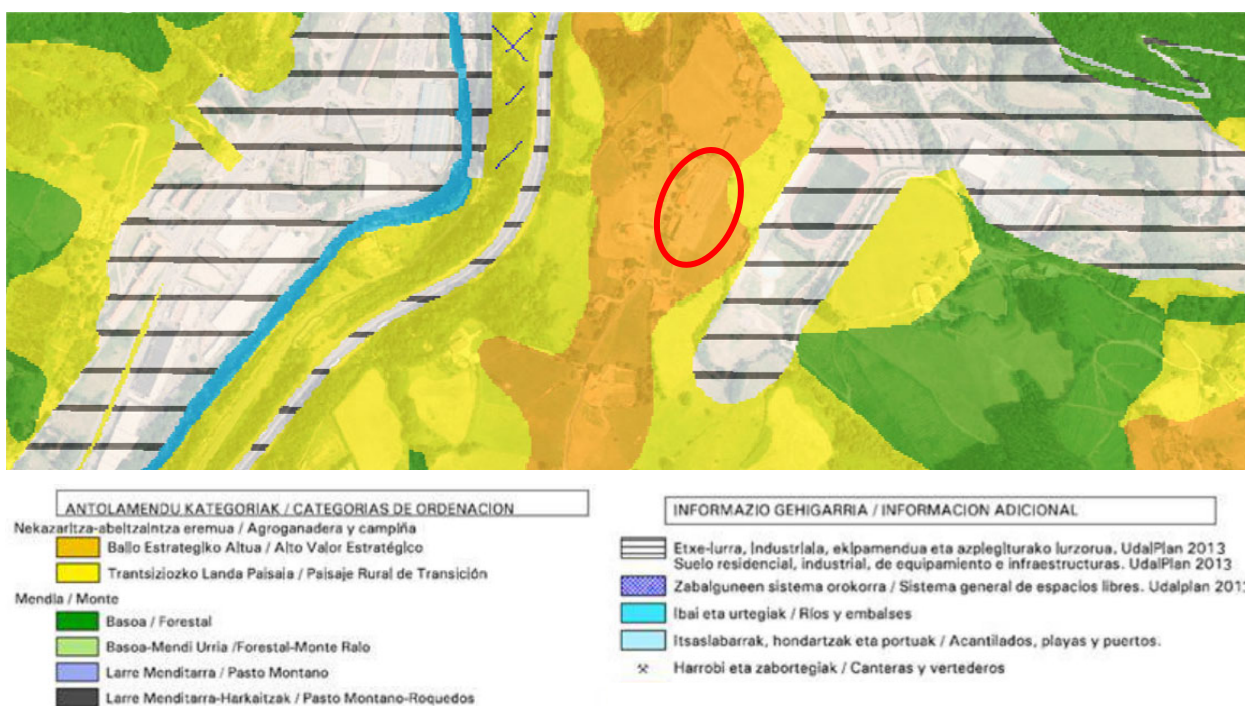 ANTOLAMENDU KATEGORIAK / CATEGORIAS DE ORDENACION
Nekazaritza-abeltzaintza eremua / Agroganadera y campiña
Balio Estrategiko Altua / Alto Valor Estratégico
Trantsiziozko Landa Paisaia / Paisaje Rural de Transición
Mendia / Monte
Basoa / Forestal
Basoa-Mendi Urria /Forestal-Monte Ralo
Larre Menditarra / Pasto Montano
Larre Menditarra-Harkaitzak / Pasto Montano-Roquedos
INFORMAZIO GEHIGARRIA / INFORMACION ADICIONAL
Etxe-lurra, industriala, ekipamendua eta azpiegiturako lurzorua. UdalPlan 2013
Suelo residencial, industrial, de equipamiento e infraestructuras. UdalPlan 2013
Zabalguneen sistema orokorra / Sistema general de espacios libres. Udalplan 201
Ibai eta urtegiak / Ríos y embalses
Itsaslabarrak, hondartzak eta portuak / Acantilados, playas y puertos.
Harrobi eta zabortegiak / Canteras y vertederos